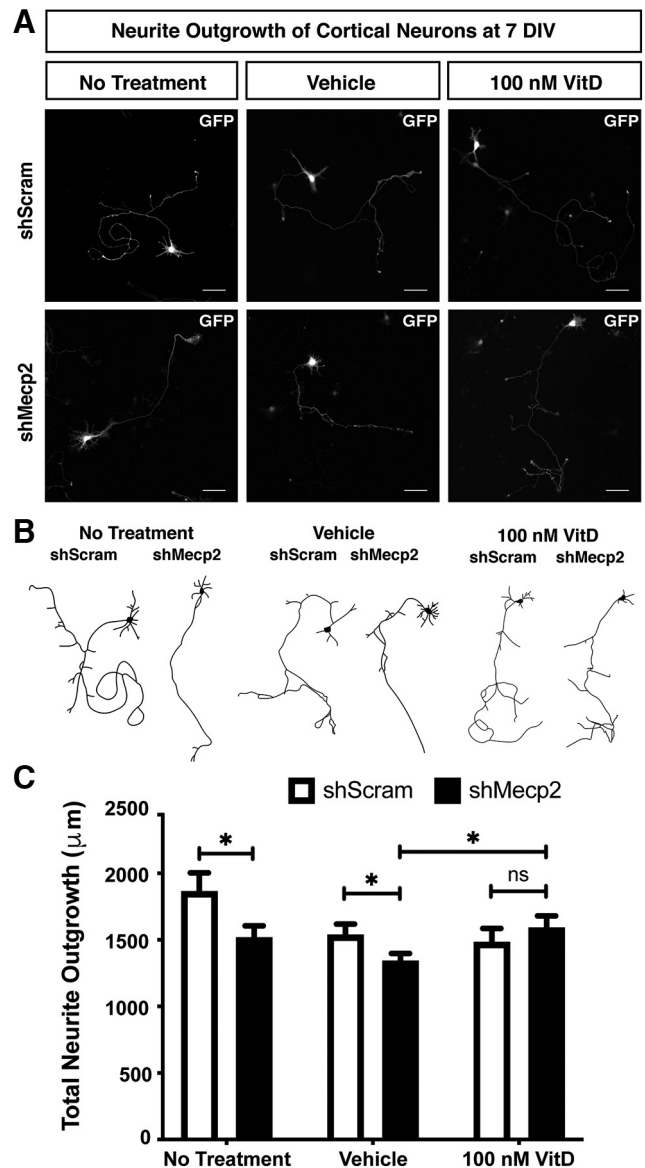 A
Neurite Outgrowth of Cortical Neurons at 7 DIV
No Treatment
Vehicle
100 nM VitD
shScram
GFP
GFP
GFP
shMecp2
GFP
GFP
GFP
B
No Treatment
Vehicle
100 nM VitD
shScram
shMecp2
shScram
shMecp2
shScram
shMecp2
C
shScram
shMecp2
Total Neurite Outgrowth (μm)
2500
2000
1500
1000
500
0
*
*
*
ns
No Treatment
Vehicle
100 nM VitD